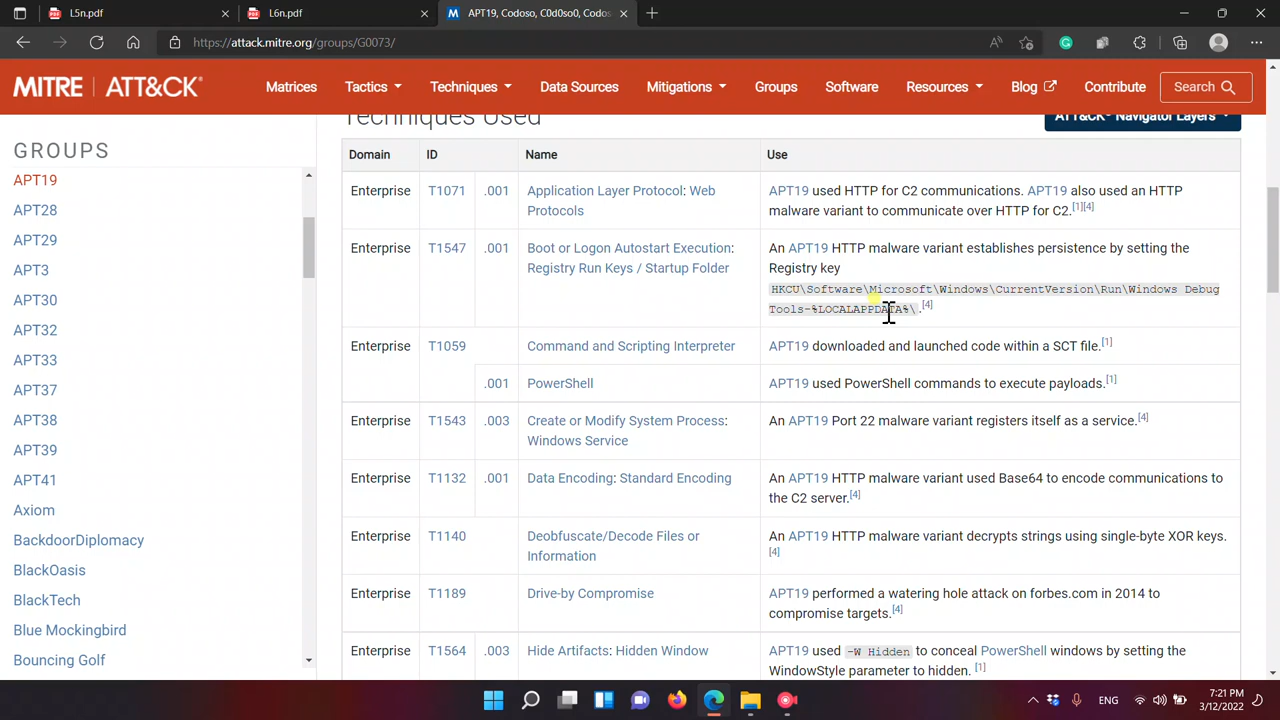 L5n.pdf
L6n.pdf
APT19, Codoso, C0d0so0, Codos
https://attack.mitre.org/groups/G0073/
MITRE | ATT&CK®
Matrices
Tactics
Techniques
Data Sources
Mitigations
Groups
Software
Resources
Blog
Contribute
Search
GROUPS
APT19
APT28
APT29
APT3
APT30
APT32
APT33
APT37
APT38
APT39
APT41
Axiom
BackdoorDiplomacy
BlackOasis
BlackTech
Blue Mockingbird
Bouncing Golf
Techniques Used
ATT&CK® Navigator Layers
Domain ID Name Use
Enterprise T1071 .001 Application Layer Protocol: Web
Protocols
APT19 used HTTP for C2 communications. APT19 also used an HTTP
malware variant to communicate over HTTP for C2.[1][4]
Enterprise T1547 .001 Boot or Logon Autostart Execution:
Registry Run Keys / Startup Folder
An APT19 HTTP malware variant establishes persistence by setting the
Registry key
HKCU\Software\Microsoft\Windows\CurrentVersion\Run\Windows Debug
Tools-%LOCALAPPDATA%\.[4]
Enterprise T1059 Command and Scripting Interpreter
APT19 downloaded and launched code within a SCT file.[1]
.001 PowerShell
APT19 used PowerShell commands to execute payloads.[1]
Enterprise T1543 .003 Create or Modify System Process:
Windows Service
An APT19 Port 22 malware variant registers itself as a service.[4]
Enterprise T1132 .001 Data Encoding: Standard Encoding
An APT19 HTTP malware variant used Base64 to encode communications to
the C2 server.[4]
Enterprise T1140 Deobfuscate/Decode Files or
Information
An APT19 HTTP malware variant decrypts strings using single-byte XOR keys.
[4]
Enterprise T1189 Drive-by Compromise
APT19 performed a watering hole attack on forbes.com in 2014 to
compromise targets.[4]
Enterprise T1564 .003 Hide Artifacts: Hidden Window
APT19 used -W Hidden to conceal PowerShell windows by setting the
WindowStyle parameter to hidden. [1]
ENG
7:21 PM
3/12/2022